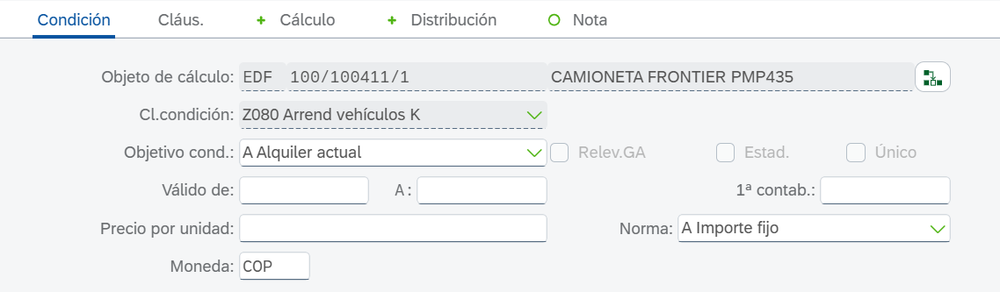 Condición Cláus. Cálculo Distribución Nota
Objeto de cálculo: EDF 100/100411/1 CAMIONETA FRONTIER PMP435
Cl.condición: Z080 Arrend vehículos K
Objetivo cond.: A Alquiler actual Relev.GA Estad. Único
Válido de: A: 1ª contab.:
Precio por unidad: Norma: A Importe fijo
Moneda: COP